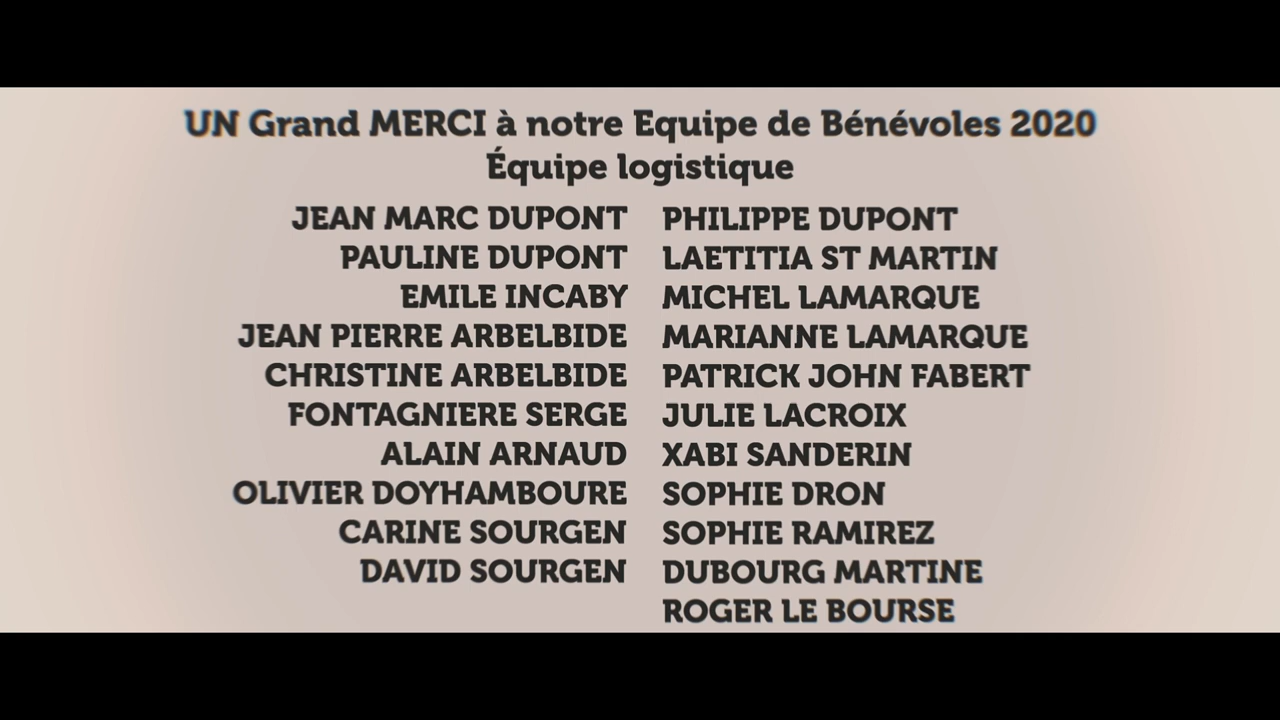 UN Grand MERCI à notre Equipe de Bénévoles 2020
Équipe logistique
JEAN MARC DUPONT PHILIPPE DUPONT
PAULINE DUPONT LAETITIA ST MARTIN
EMILE INCABY MICHEL LAMARQUE
JEAN PIERRE ARBELBIDE MARIANNE LAMARQUE
CHRISTINE ARBELBIDE PATRICK JOHN FABERT
FONTAGNIERE SERGE JULIE LACROIX
ALAIN ARNAUD XABI SANDERIN
OLIVIER DOYHAMBOURE SOPHIE DRON
CARINE SOURGEN SOPHIE RAMIREZ
DAVID SOURGEN DUBOURG MARTINE
ROGER LE BOURSE